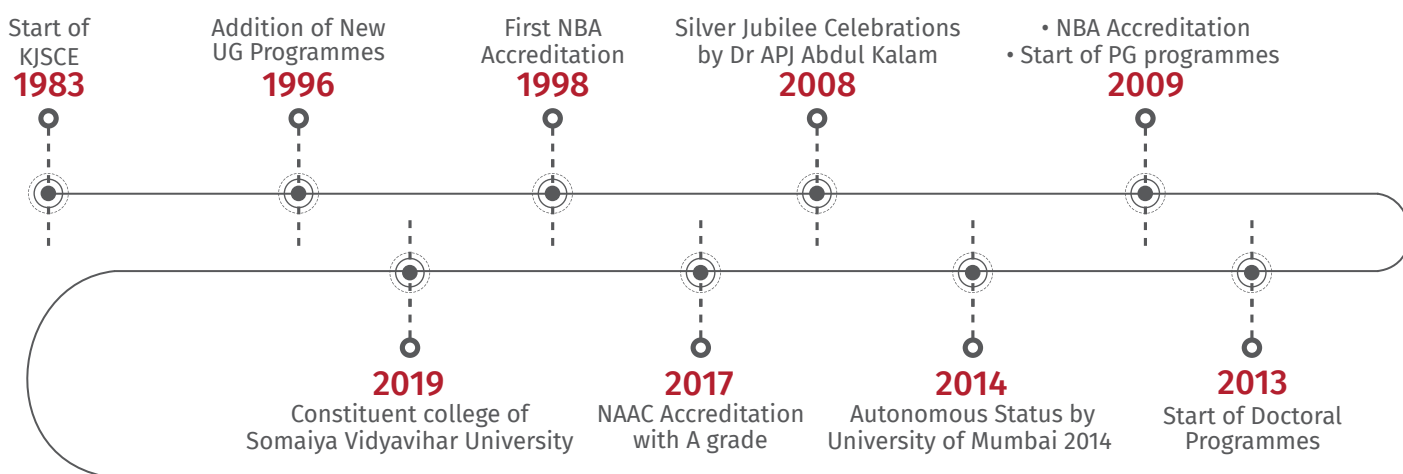 Start of
KJSCE
1983
Addition of New
UG Programmes
1996
First NBA
Accreditation
1998
Silver Jubilee Celebrations
by Dr APJ Abdul Kalam
2008
• NBA Accreditation
• Start of PG programmes
2009
2013
Start of Doctoral
Programmes
2014
Autonomous Status by
University of Mumbai 2014
2017
NAAC Accreditation
with A grade
2019
Constituent college of
Somaiya Vidyavihar University